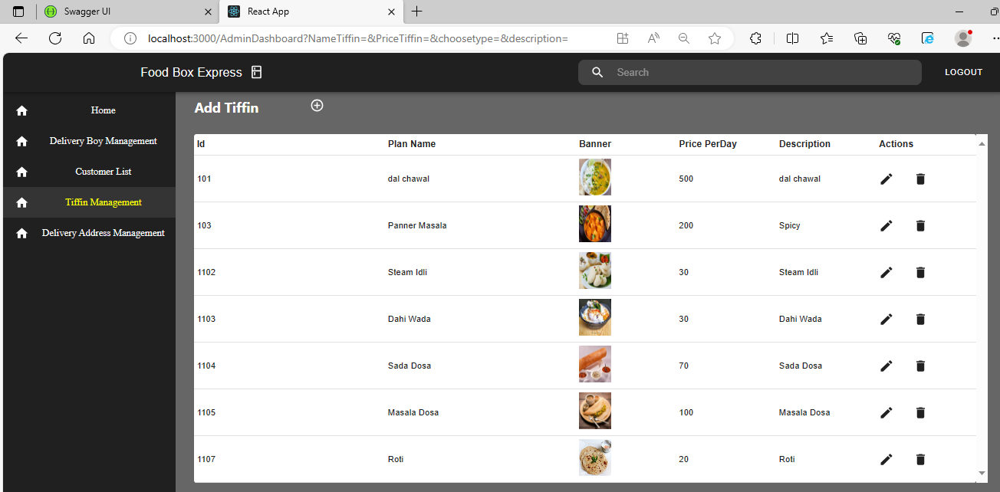 Swagger UI
React App
localhost:3000/AdminDashboard?NameTiffin=&PriceTiffin=&choosetype=&description=
Food Box Express
Search
LOGOUT
Home
Delivery Boy Management
Customer List
Tiffin Management
Delivery Address Management
Add Tiffin
Id Plan Name Banner Price PerDay Description Actions
101 dal chawal 500 dal chawal
103 Panner Masala 200 Spicy
1102 Steam Idli 30 Steam Idli
1103 Dahi Wada 30 Dahi Wada
1104 Sada Dosa 70 Sada Dosa
1105 Masala Dosa 100 Masala Dosa
1107 Roti 20 Roti